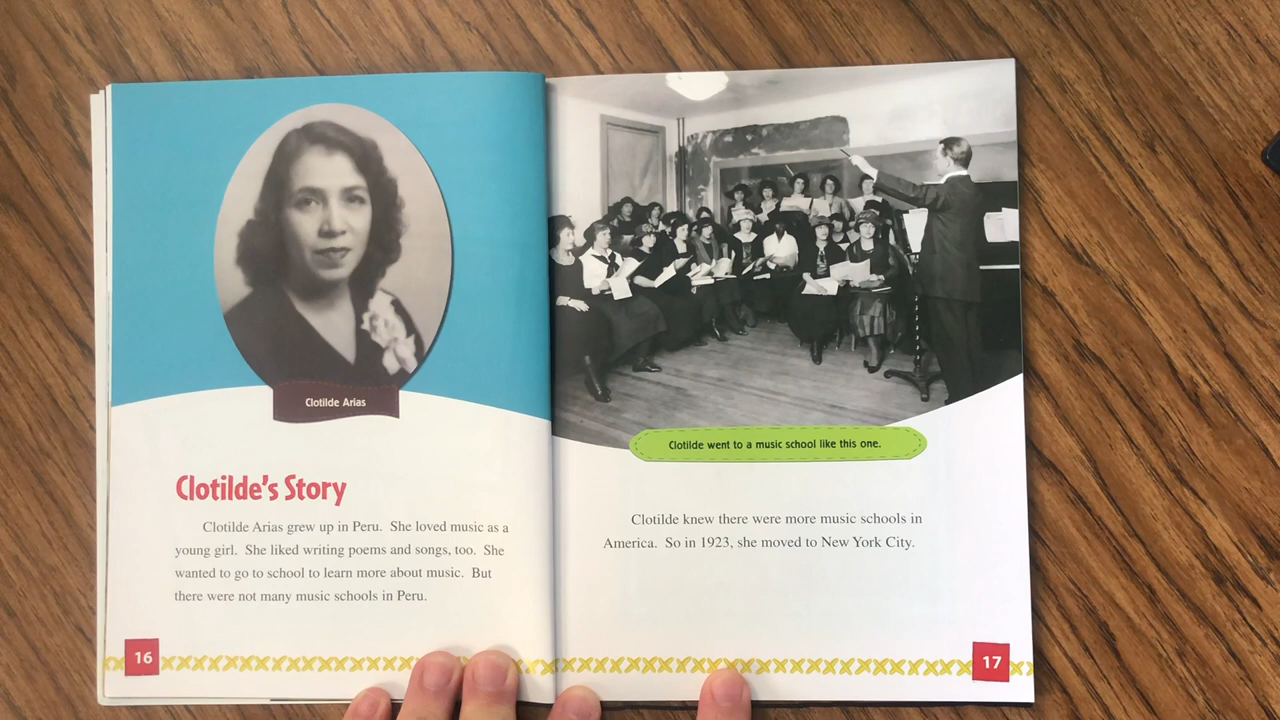 Clotilde Arias
Clotilde's Story
Clotilde Arias grew up in Peru. She loved music as a
young girl. She liked writing poems and songs, too. She
wanted to go to school to learn more about music. But
there were not many music schools in Peru.
16
Clotilde went to a music school like this one.
Clotilde knew there were more music schools in
America. So in 1923, she moved to New York City.
17